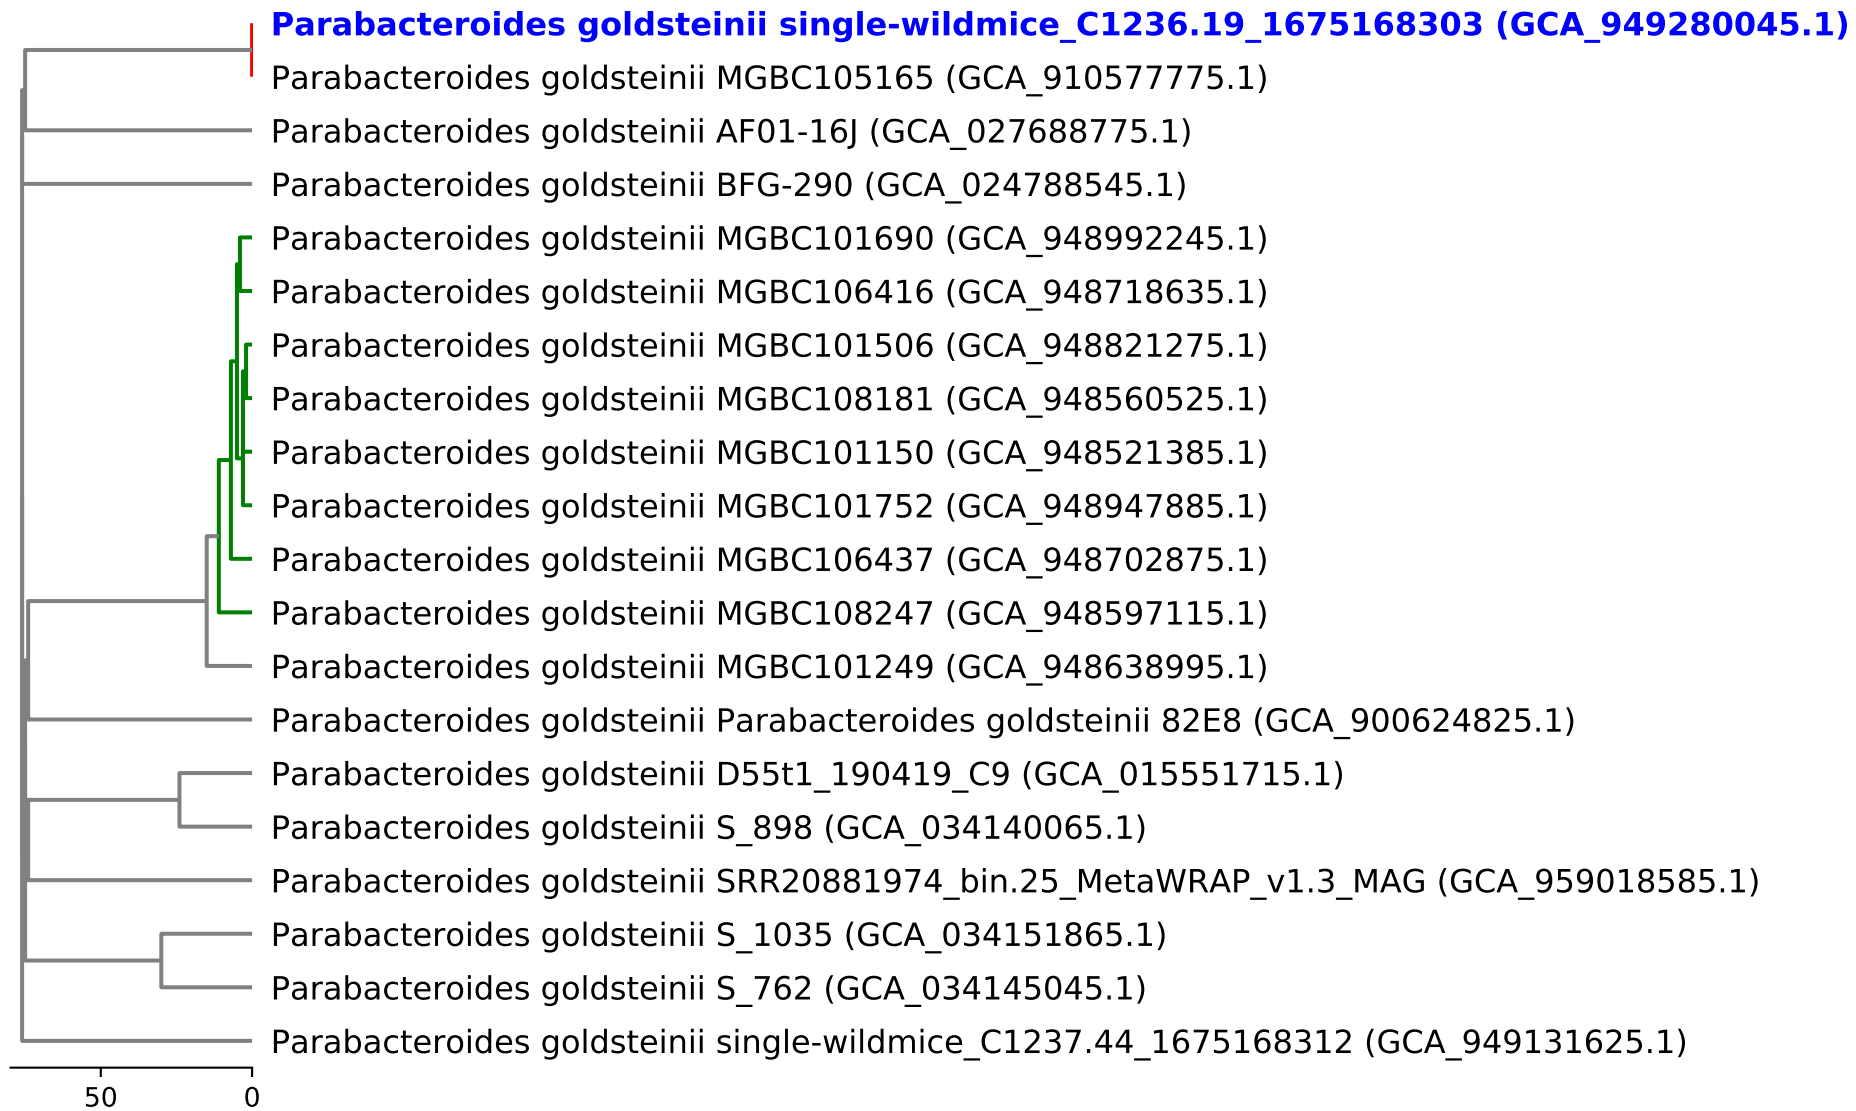 Parabacteroides goldsteinii single-wildmice_C1236.19_1675168303 (GCA_949280045.1)
Parabacteroides goldsteinii MGBC105165 (GCA_910577775.1)
Parabacteroides goldsteinii AF01-16J (GCA_027688775.1)
Parabacteroides goldsteinii BFG-290 (GCA_024788545.1)
Parabacteroides goldsteinii MGBC101690 (GCA_948992245.1)
Parabacteroides goldsteinii MGBC106416 (GCA_948718635.1)
Parabacteroides goldsteinii MGBC101506 (GCA_948821275.1)
Parabacteroides goldsteinii MGBC108181 (GCA_948560525.1)
Parabacteroides goldsteinii MGBC101150 (GCA_948521385.1)
Parabacteroides goldsteinii MGBC101752 (GCA_948947885.1)
Parabacteroides goldsteinii MGBC106437 (GCA_948702875.1)
Parabacteroides goldsteinii MGBC108247 (GCA_948597115.1)
Parabacteroides goldsteinii MGBC101249 (GCA_948638995.1)
Parabacteroides goldsteinii Parabacteroides goldsteinii 82E8 (GCA_900624825.1)
Parabacteroides goldsteinii D55t1_190419_C9 (GCA_015551715.1)
Parabacteroides goldsteinii S_898 (GCA_034140065.1)
Parabacteroides goldsteinii SRR20881974_bin.25_MetaWRAP_v1.3_MAG (GCA_959018585.1)
Parabacteroides goldsteinii S_1035 (GCA_034151865.1)
Parabacteroides goldsteinii S_762 (GCA_034145045.1)
Parabacteroides goldsteinii single-wildmice_C1237.44_1675168312 (GCA_949131625.1)
50 0